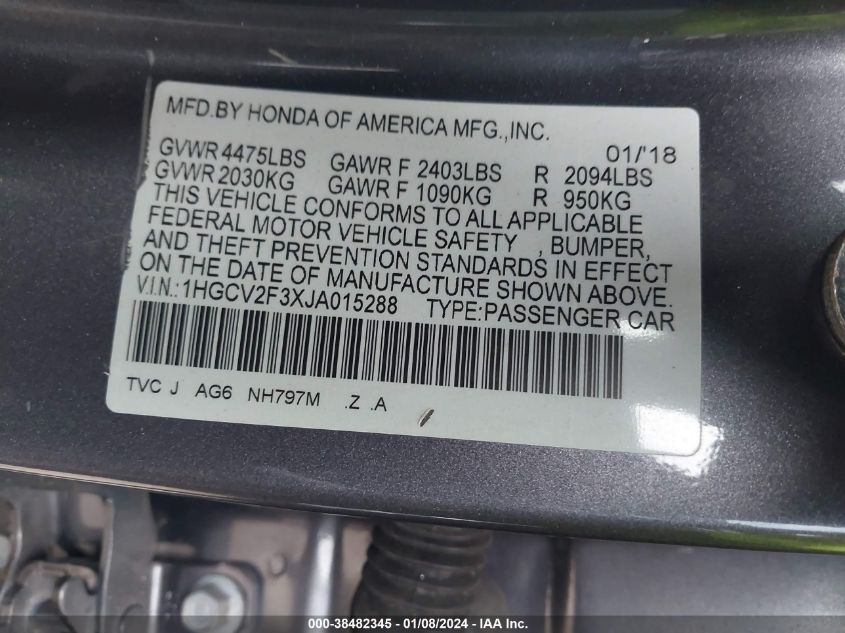 MFD.BY HONDA OF AMERICA MFG.,INC.
01/'18
GVWR 4475LBS GAWR F 2403LBS R 2094LBS
GVWR 2030KG GAWR F 1090KG R 950KG
THIS VEHICLE CONFORMS TO ALL APPLICABLE
FEDERAL MOTOR VEHICLE SAFETY , BUMPER,
AND THEFT PREVENTION STANDARDS IN EFFECT
ON THE DATE OF MANUFACTURE SHOWN ABOVE.
V.I.N.:1HGCV2F3XJA015288 TYPE:PASSENGER CAR
TVC J AG6 NH797M .Z .A
000-38482345 - 01/08/2024 - IAA Inc.